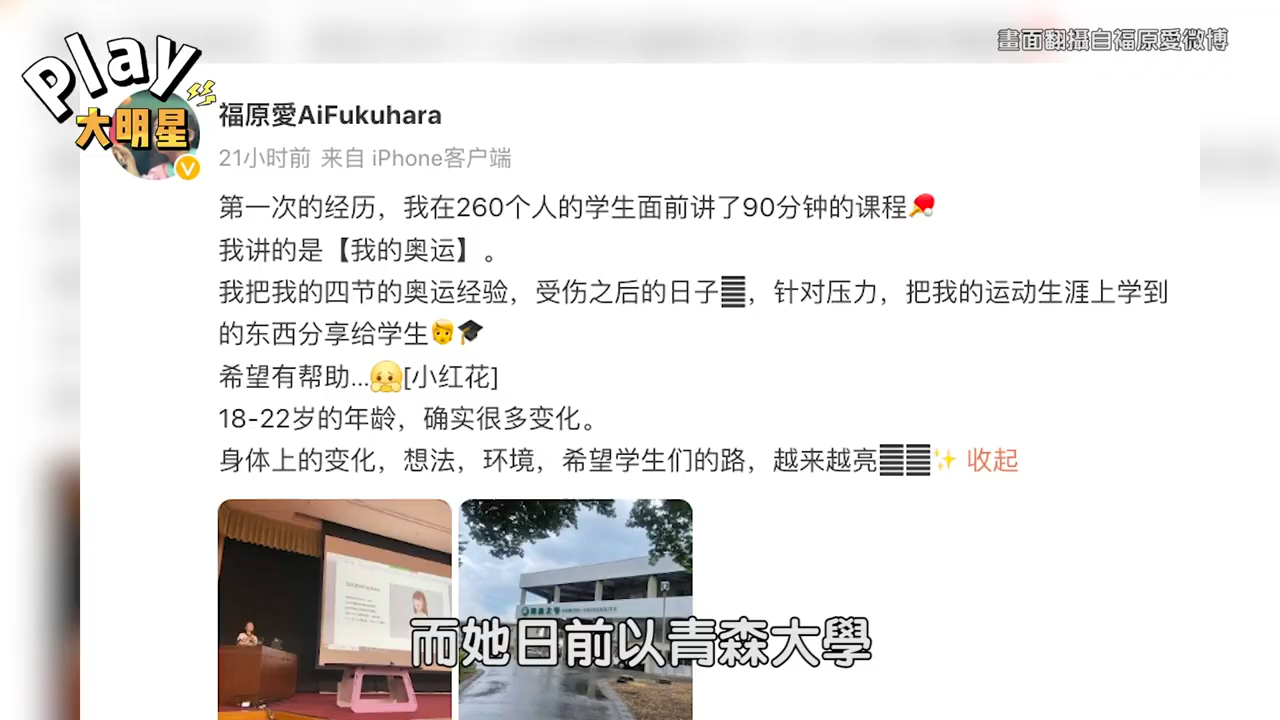 Play
大明星
畫面翻攝自福原愛微博
福原愛AiFukuhara
21小时前 来自 iPhone客户端
第一次的经历，我在260个人的学生面前讲了90分钟的课程🏓
我讲的是【我的奥运】。
我把我的四节的奥运经验，受伤之后的日子𝄛，针对压力，把我的运动生涯上学到
的东西分享给学生🧑‍🎓
希望有帮助...🫣[小红花]
18-22岁的年龄，确实很多变化。
身体上的变化，想法，环境，希望学生们的路，越来越亮✨ 收起
而她日前以青森大學